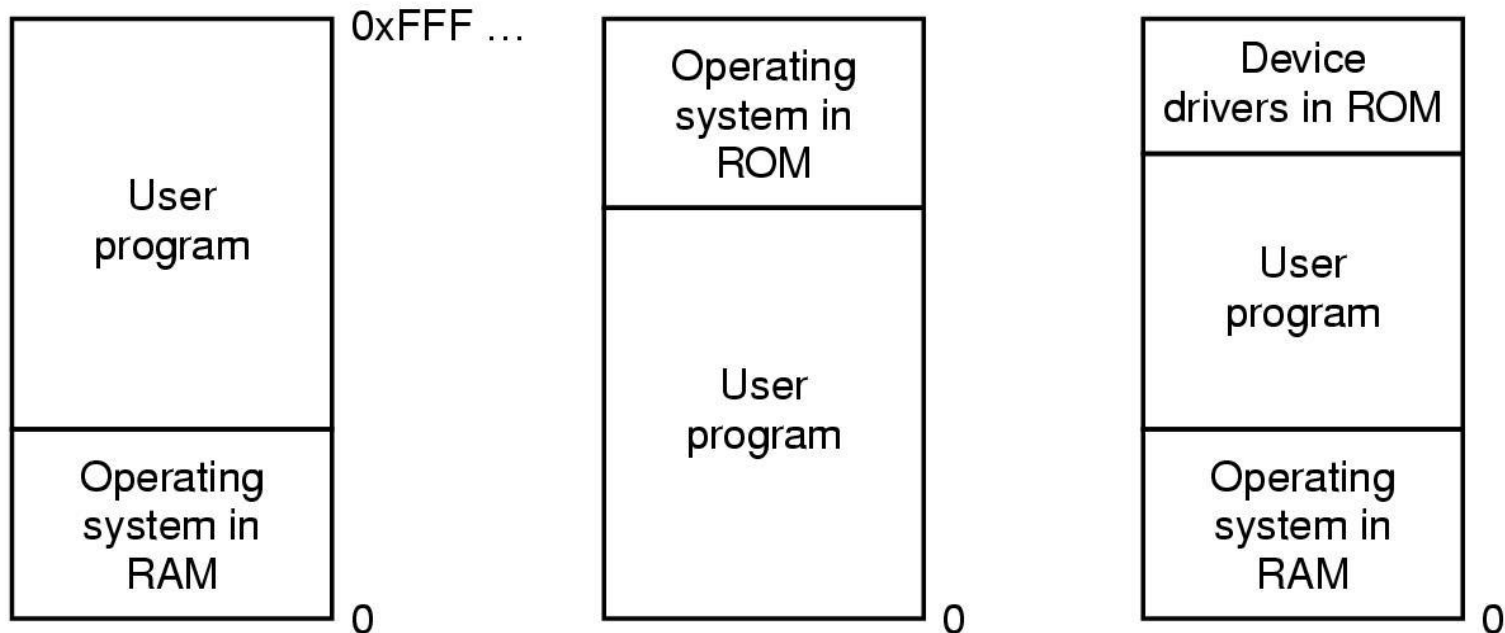 User
program
Operating
system in
RAM
0xFFF ...
0
Operating
system in
ROM
User
program
0
Device
drivers in ROM
User
program
Operating
system in
RAM
0